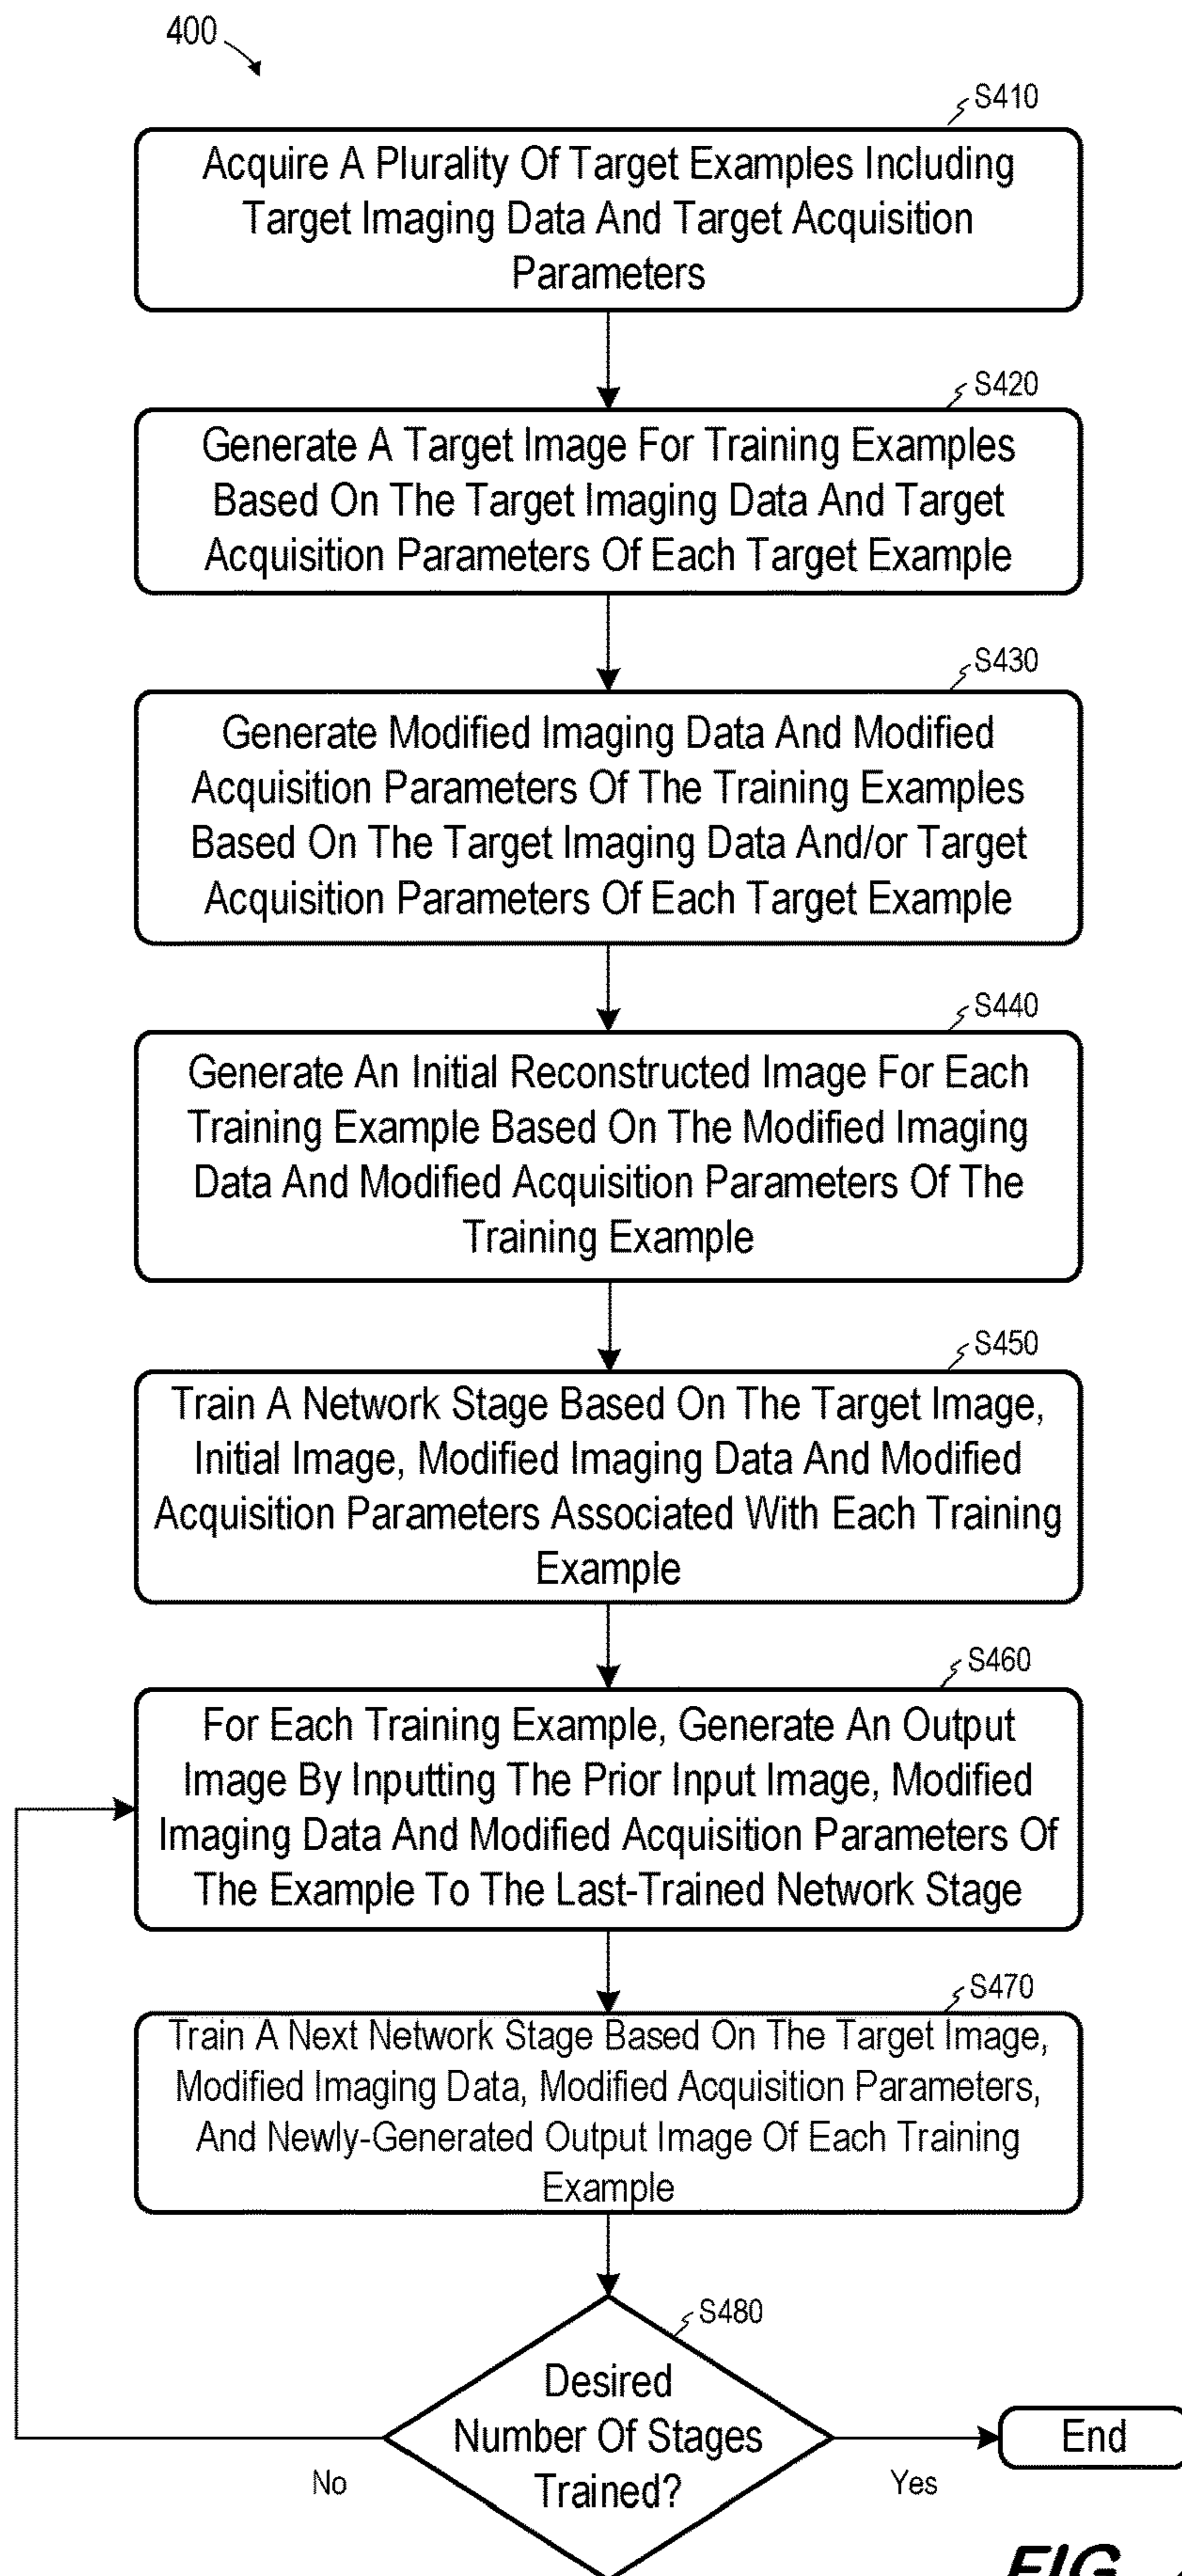 400
S410
Acquire A Plurality Of Target Examples Including
Target Imaging Data And Target Acquisition
Parameters
S420
Generate A Target Image For Training Examples
Based On The Target Imaging Data And Target
Acquisition Parameters Of Each Target Example
S430
Generate Modified Imaging Data And Modified
Acquisition Parameters Of The Training Examples
Based On The Target Imaging Data And/or Target
Acquisition Parameters Of Each Target Example
S440
Generate An Initial Reconstructed Image For Each
Training Example Based On The Modified Imaging
Data And Modified Acquisition Parameters Of The
Training Example
S450
Train A Network Stage Based On The Target Image,
Initial Image, Modified Imaging Data And Modified
Acquisition Parameters Associated With Each Training
Example
S460
For Each Training Example, Generate An Output
Image By Inputting The Prior Input Image, Modified
Imaging Data And Modified Acquisition Parameters Of
The Example To The Last-Trained Network Stage
S470
Train A Next Network Stage Based On The Target Image,
Modified Imaging Data, Modified Acquisition Parameters,
And Newly-Generated Output Image Of Each Training
Example
S480
Desired
Number Of Stages
Trained?
End
No
Yes
FIG